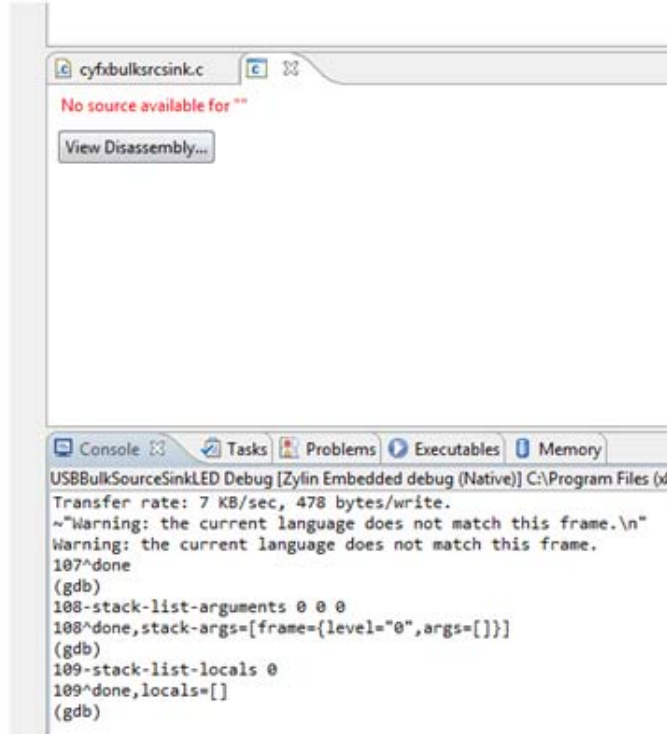 cyfxbulksrcsink.c
No source available for ""
View Disassembly...
Console Tasks Problems Executables Memory
USBBulkSourceSinkLED Debug [Zylin Embedded debug (Native)] C:\Program Files (x
Transfer rate: 7 KB/sec, 478 bytes/write.
~"Warning: the current language does not match this frame.\n"
Warning: the current language does not match this frame.
107^done
(gdb)
108-stack-list-arguments 0 0 0
108^done,stack-args=[frame={level="0",args=[]}]
(gdb)
109-stack-list-locals 0
109^done,locals=[]
(gdb)